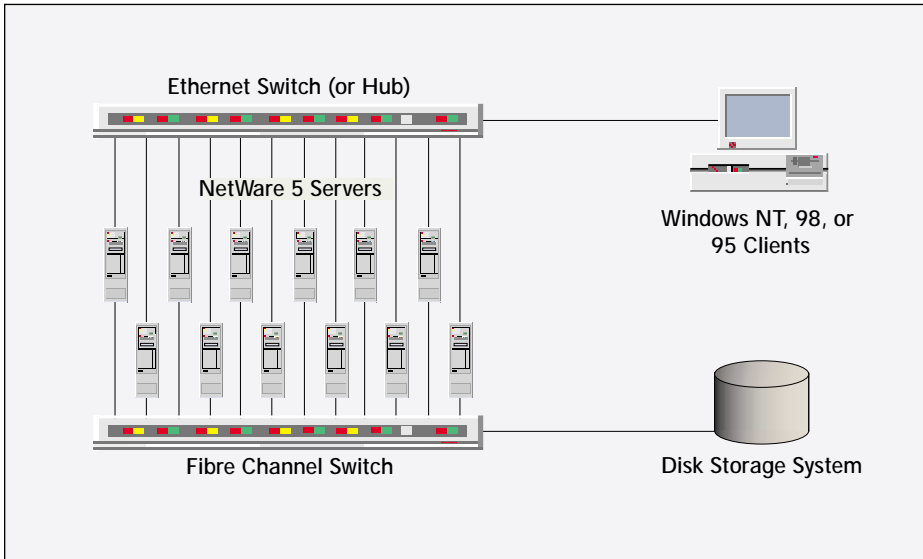 Ethernet Switch (or Hub)
NetWare 5 Servers
Windows NT, 98, or
95 Clients
Fibre Channel Switch
Disk Storage System